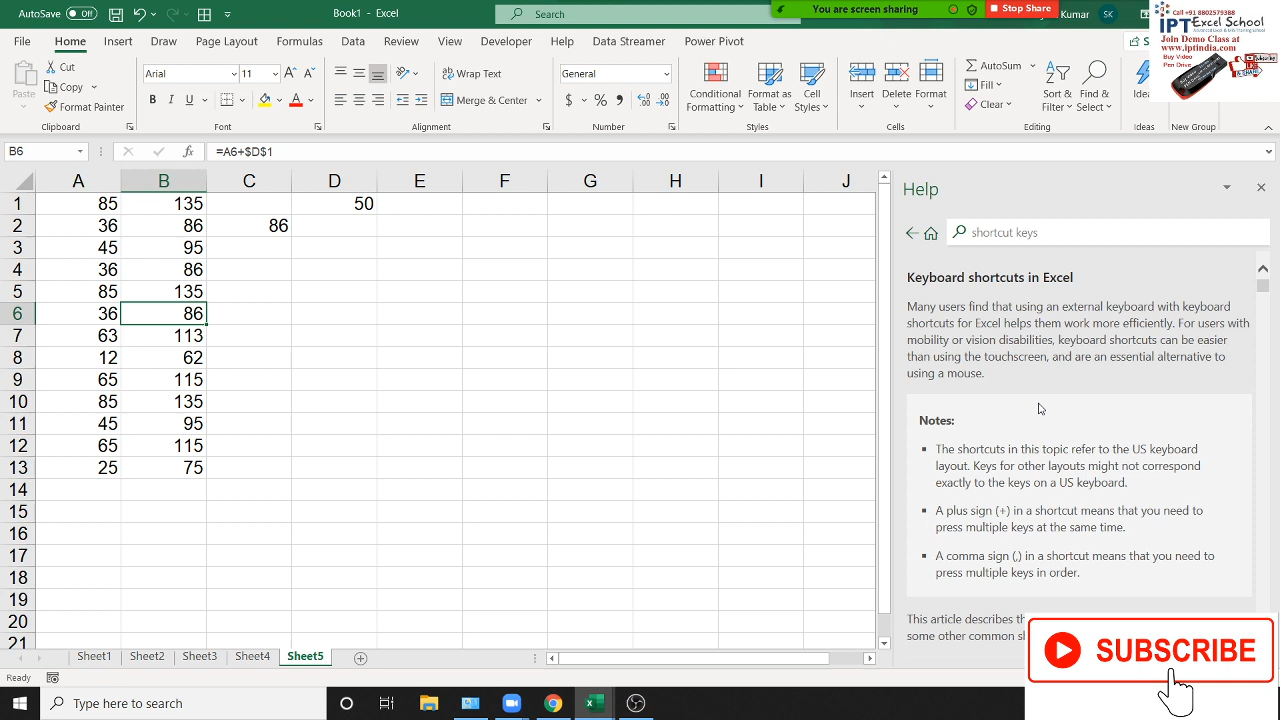 Book1 - Excel
Search
You are screen sharing
Stop Share
Kumar
SK
Call +91 8802579388
IPT Excel School
Join Demo Class at
www.iptindia.com
Buy Video
Pen Drive
File Home Insert Draw Page Layout Formulas Data Review View Developer Help Data Streamer Power Pivot
Paste
Cut
Copy
Format Painter
Clipboard
Arial 11
B I U
Font
Wrap Text
Merge & Center
Alignment
General
$ % ,
Number
Conditional Formatting
Format as Table
Cell Styles
Styles
Insert
Delete
Format
Cells
AutoSum
Fill
Clear
Sort & Filter
Find & Select
Editing
Ideas
Ideas
New Group
B6
fx
=A6+$D$1
A B C D E F G H I J
1 85 135 50
2 36 86 86
3 45 95
4 36 86
5 85 135
6 36 86
7 63 113
8 12 62
9 65 115
10 85 135
11 45 95
12 65 115
13 25 75
14
15
16
17
18
19
20
21
Help
shortcut keys
Keyboard shortcuts in Excel
Many users find that using an external keyboard with keyboard
shortcuts for Excel helps them work more efficiently. For users with
mobility or vision disabilities, keyboard shortcuts can be easier
than using the touchscreen, and are an essential alternative to
using a mouse.
Notes:
The shortcuts in this topic refer to the US keyboard
layout. Keys for other layouts might not correspond
exactly to the keys on a US keyboard.
A plus sign (+) in a shortcut means that you need to
press multiple keys at the same time.
A comma sign (,) in a shortcut means that you need to
press multiple keys in order.
This article describes
some other common
SUBSCRIBE
Sheet1 Sheet2 Sheet3 Sheet4 Sheet5
Ready
Type here to search